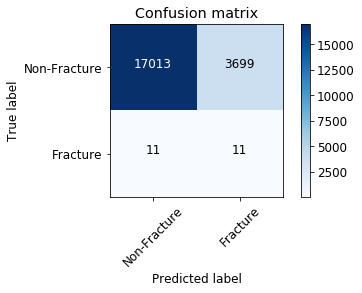 Confusion matrix
True label
Non-Fracture
Fracture
17013 3699
11 11
Non-Fracture
Fracture
Predicted label
15000
12500
10000
7500
5000
2500